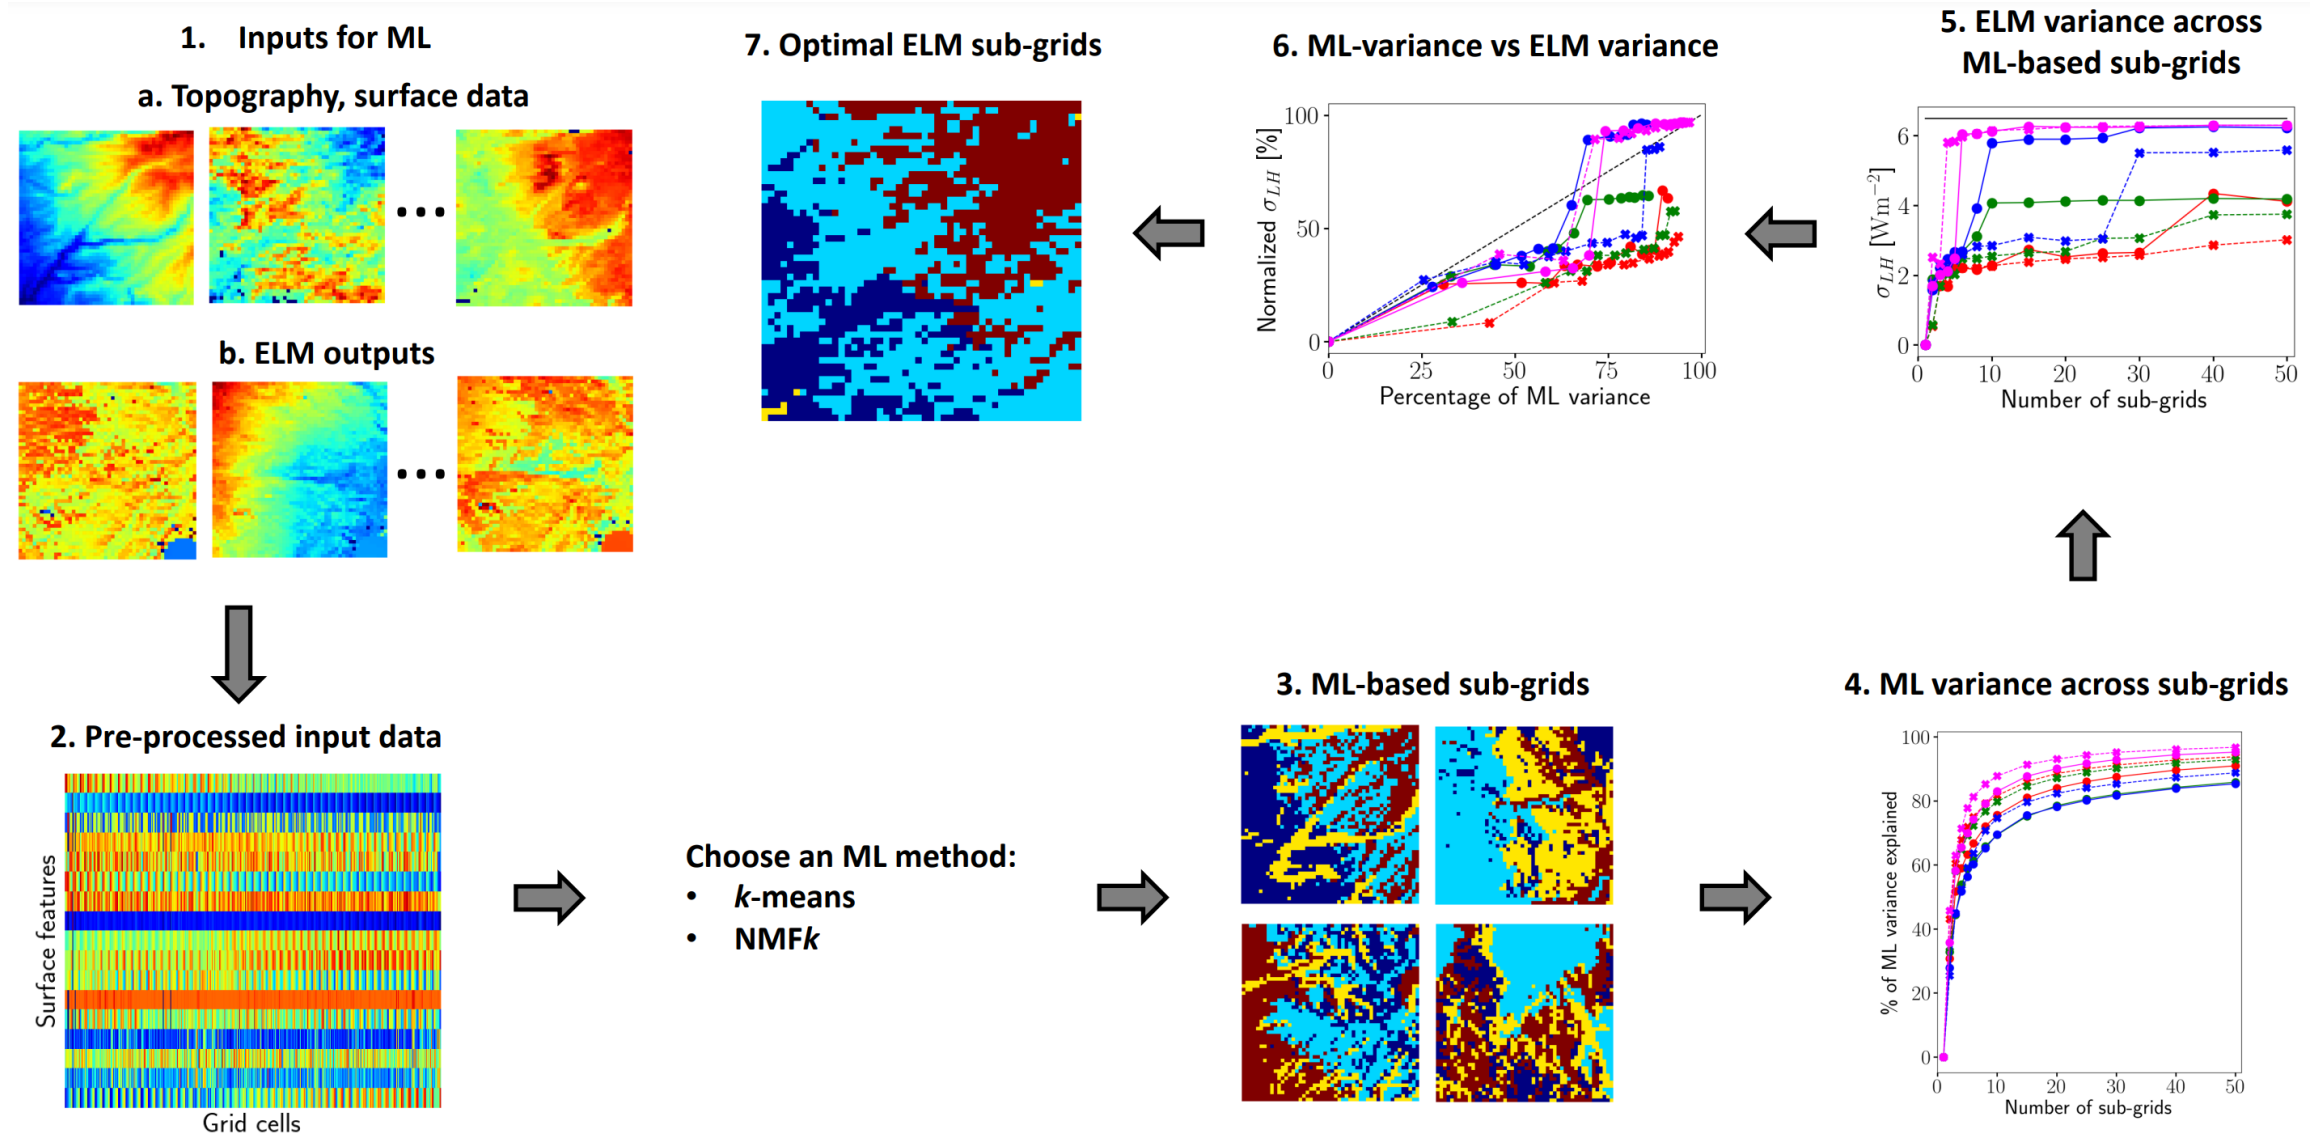 1. Inputs for ML
a. Topography, surface data
b. ELM outputs
2. Pre-processed input data
Surface features
Grid cells
Choose an ML method:
• k-means
• NMFk
3. ML-based sub-grids
4. ML variance across sub-grids
% of ML variance explained
100
80
60
40
20
0
0 10 20 30 40 50
Number of sub-grids
5. ELM variance across
ML-based sub-grids
σLH [Wm−2]
6
4
2
0
0 10 20 30 40 50
Number of sub-grids
6. ML-variance vs ELM variance
Normalized σLH [%]
100
50
0
0 25 50 75 100
Percentage of ML variance
7. Optimal ELM sub-grids